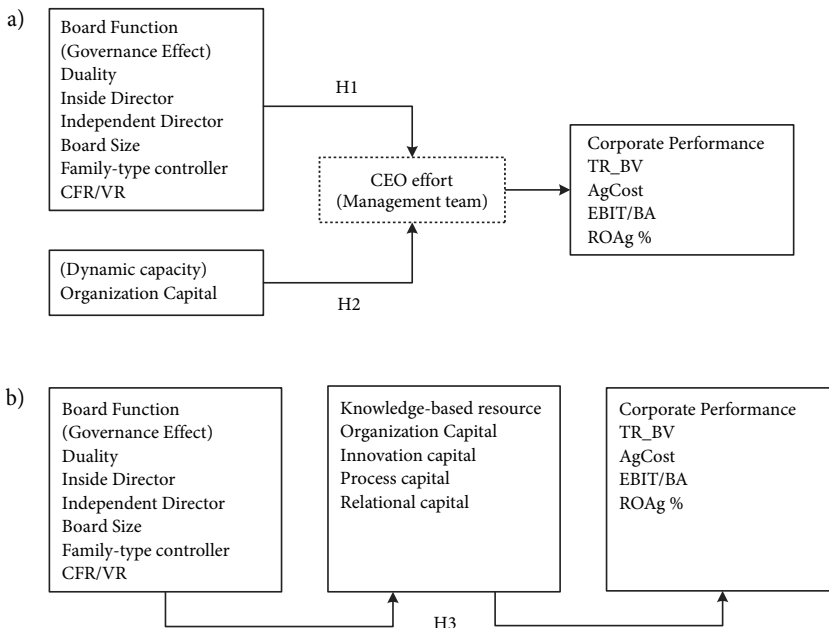 a)
Board Function
(Governance Effect)
Duality
Inside Director
Independent Director
Board Size
Family-type controller
CFR/VR
H1
(Dynamic capacity)
Organization Capital
H2
CEO effort
(Management team)
Corporate Performance
TR_BV
AgCost
EBIT/BA
ROAg %
b)
Board Function
(Governance Effect)
Duality
Inside Director
Independent Director
Board Size
Family-type controller
CFR/VR
Knowledge-based resource
Organization Capital
Innovation capital
Process capital
Relational capital
Corporate Performance
TR_BV
AgCost
EBIT/BA
ROAg %
H3